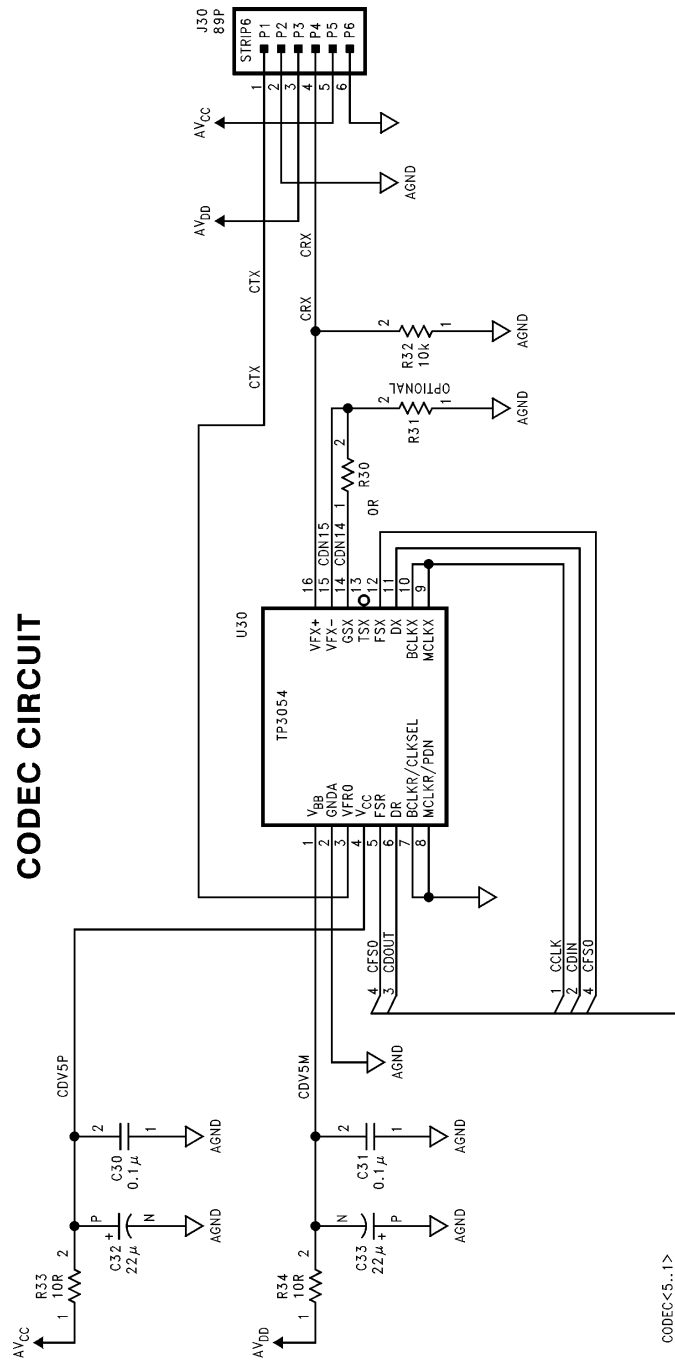 CODEC CIRCUIT
AVCC
R33
10R
1
2
C32
22µ
+
P
N
AGND
C30
0.1µ
2
1
AGND
CDV5P
AVDD
R34
10R
1
2
C33
22µ
+
N
P
AGND
C31
0.1µ
2
1
AGND
CDV5M
AGND
4 CFS0
3 CDOUT
1 CCLK
2 CDIN
4 CFS0
CODEC<5..1>
U30
TP3054
1 VBB
2 GNDA
3 VFRO
4 VCC
5 FSR
6 DR
7 BCLKR/CLKSEL
8 MCLKR/PDN
VFX+ 16
VFX- 15
GSX 14
TSX 13
FSX 12
DX 11
BCLKX 10
MCLKX 9
CDN15
CDN14
1
2
R30
0R
OPTIONAL
R31
2
1
AGND
R32
10k
2
1
AGND
CTX
CTX
CRX
CRX
AVDD
AGND
AVCC
J30
89P
STRIP6
1 P1
2 P2
3 P3
4 P4
5 P5
6 P6